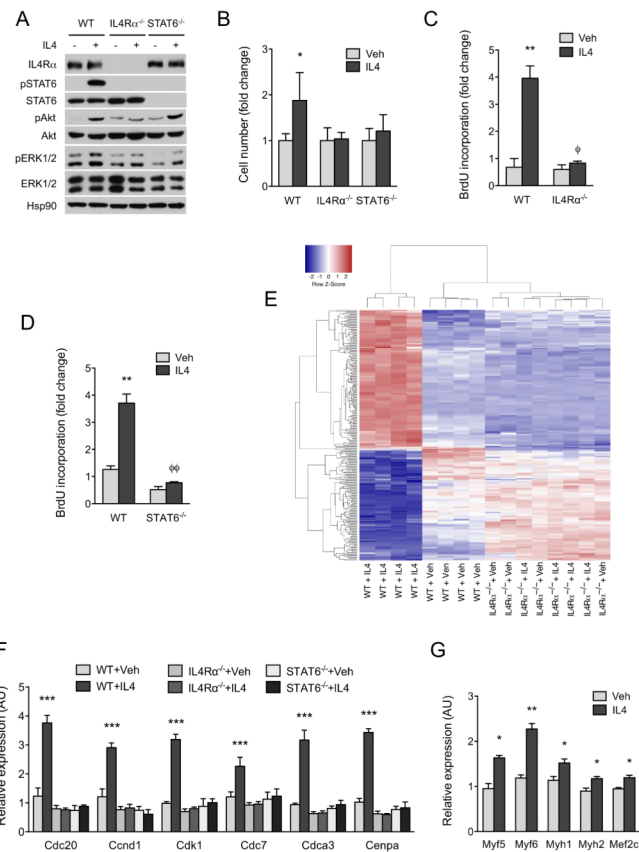 A
WT IL4Rα-/- STAT6-/-
IL4 - + - + - +
IL4Rα
pSTAT6
STAT6
pAkt
Akt
pERK1/2
ERK1/2
Hsp90
B
Cell number (fold change)
3
2
1
0
*
Veh
IL4
WT IL4Rα-/- STAT6-/-
C
BrdU incorporation (fold change)
5
4
3
2
1
0
**
ϕ
Veh
IL4
WT IL4Rα-/-
D
BrdU incorporation (fold change)
5
4
3
2
1
0
**
ϕϕ
Veh
IL4
WT STAT6-/-
E
-2 -1 0 1 2
Row Z-Score
WT + IL4
WT + IL4
WT + IL4
WT + IL4
WT + Veh
WT + Veh
WT + Veh
WT + Veh
IL4Rα-/-+ Veh
IL4Rα-/-+ Veh
IL4Rα-/-+ IL4
IL4Rα-/-+ Veh
IL4Rα-/-+ IL4
IL4Rα-/-+ IL4
IL4Rα-/-+ IL4
IL4Rα-/-+ Veh
F
WT+Veh IL4Rα-/-+Veh STAT6-/-+Veh
WT+IL4 IL4Rα-/-+IL4 STAT6-/-+IL4
Relative expression (AU)
5
4
3
2
1
0
*** *** *** *** *** ***
Cdc20 Ccnd1 Cdk1 Cdc7 Cdca3 Cenpa
G
Relative expression (AU)
3
2
1
0
* ** * * *
Veh
IL4
Myf5 Myf6 Myh1 Myh2 Mef2c